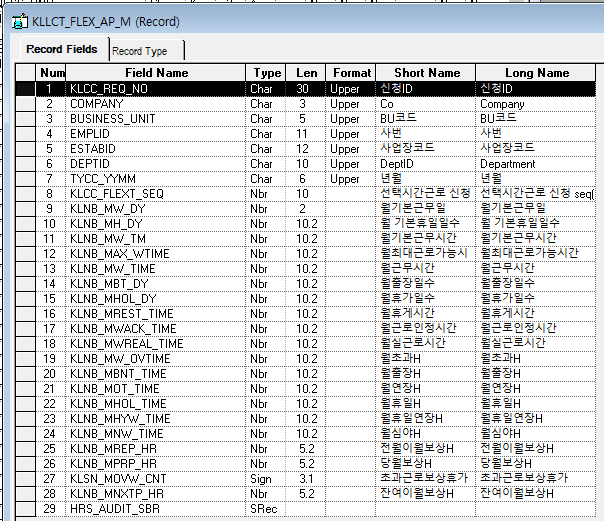 KLLCT_FLEX_AP_M (Record)
Record Fields Record Type
Num Field Name Type Len Format Short Name Long Name
1 KLCC_REQ_NO Char 30 Upper 신청ID 신청ID
2 COMPANY Char 3 Upper Co Company
3 BUSINESS_UNIT Char 5 Upper BU코드 BU코드
4 EMPLID Char 11 Upper 사번 사번
5 ESTABID Char 12 Upper 사업장코드 사업장코드
6 DEPTID Char 10 Upper DeptID Department
7 TYCC_YYMM Char 6 Upper 년월 년월
8 KLCC_FLEXT_SEQ Nbr 10 선택시간근로 신청 선택시간근로 신청 seq(
9 KLNB_MW_DY Nbr 2 월기본근무일 월기본근무일
10 KLNB_MH_DY Nbr 10.2 월 기본휴일일수 월 기본휴일일수
11 KLNB_MW_TM Nbr 10.2 월기본근무시간 월기본근무시간
12 KLNB_MAX_WTIME Nbr 10.2 월최대근로가능시 월최대근로가능시간
13 KLNB_MW_TIME Nbr 10.2 월근무시간 월근무시간
14 KLNB_MBT_DY Nbr 10.2 월출장일수 월출장일수
15 KLNB_MHOL_DY Nbr 10.2 월휴가일수 월휴가일수
16 KLNB_MREST_TIME Nbr 10.2 월휴게시간 월휴게시간
17 KLNB_MWACK_TIME Nbr 10.2 월근로인정시간 월근로인정시간
18 KLNB_MWREAL_TIME Nbr 10.2 월실근로시간 월실근로시간
19 KLNB_MW_OVTIME Nbr 10.2 월초과H 월초과H
20 KLNB_MBNT_TIME Nbr 10.2 월출장H 월출장H
21 KLNB_MOT_TIME Nbr 10.2 월연장H 월연장H
22 KLNB_MHOL_TIME Nbr 10.2 월휴일H 월휴일H
23 KLNB_MHYW_TIME Nbr 10.2 월휴일연장H 월휴일연장H
24 KLNB_MNW_TIME Nbr 10.2 월심야H 월심야H
25 KLNB_MREP_HR Nbr 5.2 전월이월보상H 전월이월보상H
26 KLNB_MPRP_HR Nbr 5.2 당월보상H 당월보상H
27 KLSN_MOVW_CNT Sign 3.1 초과근로보상휴가 초과근로보상휴가
28 KLNB_MNXTP_HR Nbr 5.2 잔여이월보상H 잔여이월보상H
29 HRS_AUDIT_SBR SRec